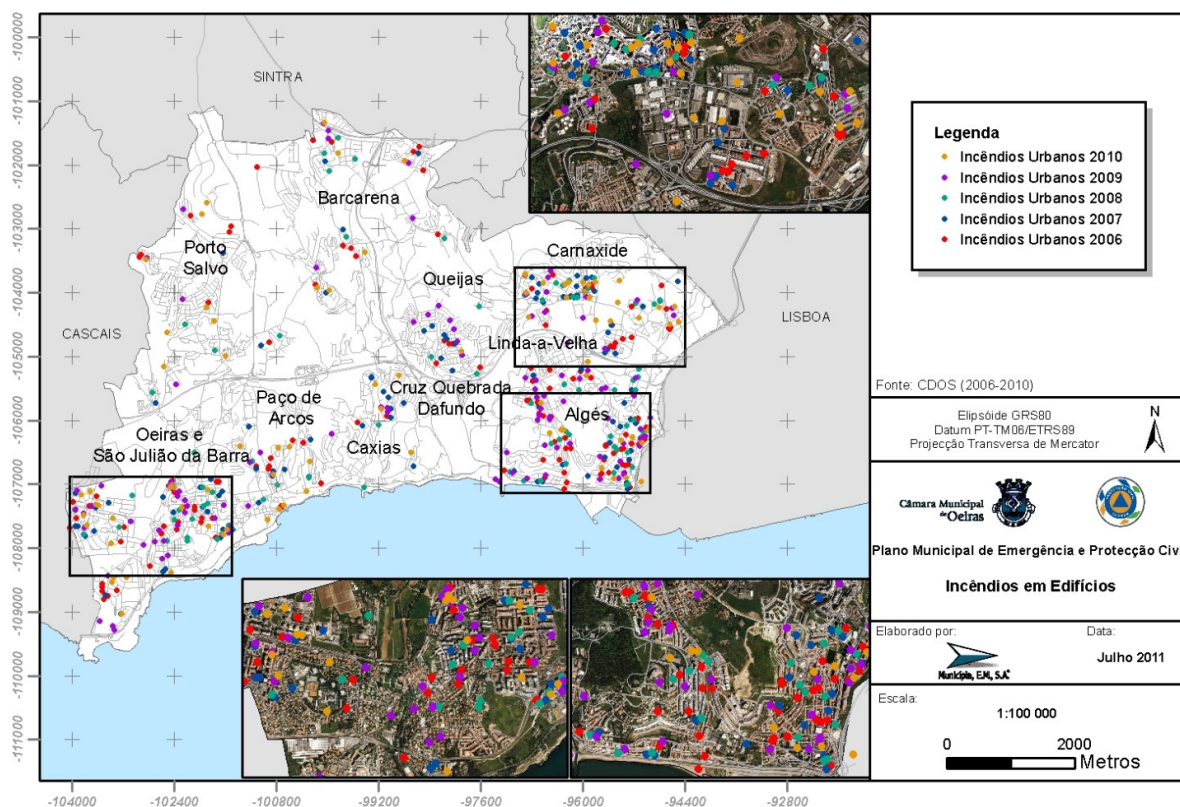 -100000
-101000
-102000
-103000
-104000
-105000
-106000
-107000
-108000
-109000
-110000
-111000
-104000
-102400
-100800
-99200
-97600
-96000
-94400
-92800
SINTRA
CASCAIS
LISBOA
Barcarena
Porto
Salvo
Queijas
Carnaxide
Linda-a-Velha
Cruz Quebrada
Dafundo
Algés
Paço de
Arcos
Caxias
Oeiras e
São Julião da Barra
Legenda
Incêndios Urbanos 2010
Incêndios Urbanos 2009
Incêndios Urbanos 2008
Incêndios Urbanos 2007
Incêndios Urbanos 2006
Fonte: CDOS (2006-2010)
Elipsóide GRS80
Datum PT-TM06/ETRS89
Projecção Transversa de Mercator
N
Câmara Municipal
de Oeiras
Plano Municipal de Emergência e Protecção Civi
Incêndios em Edifícios
Elaborado por:
Município, E.M, S.A.
Data:
Julho 2011
Escala:
1:100 000
0 2000
Metros